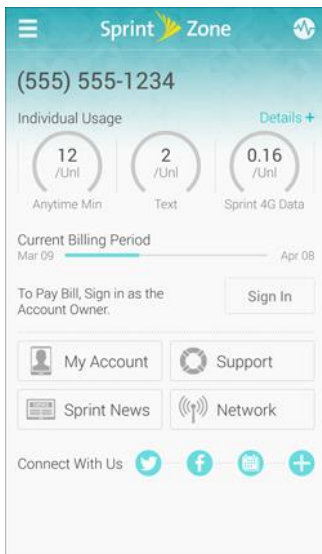 Sprint Zone
(555) 555-1234
Individual Usage Details +
12 2 0.16
/Unl /Unl /Unl
Anytime Min Text Sprint 4G Data
Current Billing Period
Mar 09 Apr 08
To Pay Bill, Sign in as the
Account Owner.
Sign In
My Account Support
Sprint News Network
Connect With Us